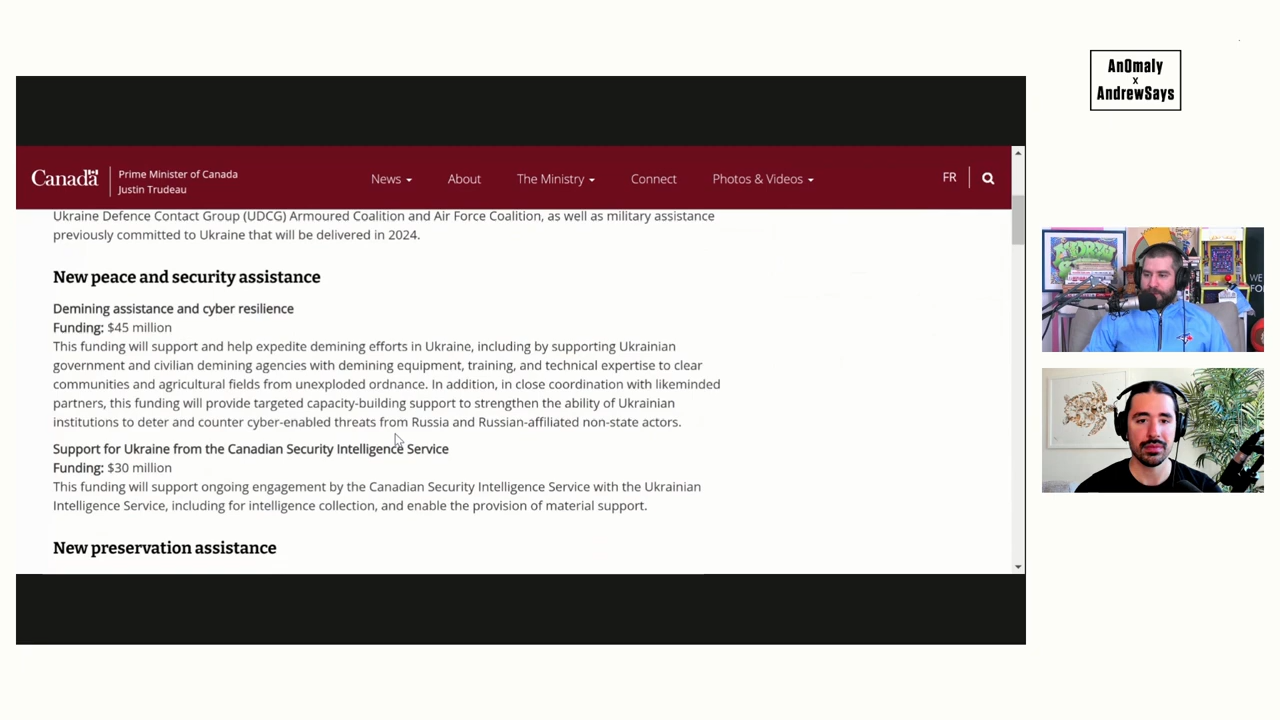 An0maly
x
AndrewSays
Canada
Prime Minister of Canada
Justin Trudeau
News
About
The Ministry
Connect
Photos & Videos
FR
Ukraine Defence Contact Group (UDCG) Armoured Coalition and Air Force Coalition, as well as military assistance
previously committed to Ukraine that will be delivered in 2024.
New peace and security assistance
Demining assistance and cyber resilience
Funding: $45 million
This funding will support and help expedite demining efforts in Ukraine, including by supporting Ukrainian
government and civilian demining agencies with demining equipment, training, and technical expertise to clear
communities and agricultural fields from unexploded ordnance. In addition, in close coordination with likeminded
partners, this funding will provide targeted capacity-building support to strengthen the ability of Ukrainian
institutions to deter and counter cyber-enabled threats from Russia and Russian-affiliated non-state actors.
Support for Ukraine from the Canadian Security Intelligence Service
Funding: $30 million
This funding will support ongoing engagement by the Canadian Security Intelligence Service with the Ukrainian
Intelligence Service, including for intelligence collection, and enable the provision of material support.
New preservation assistance